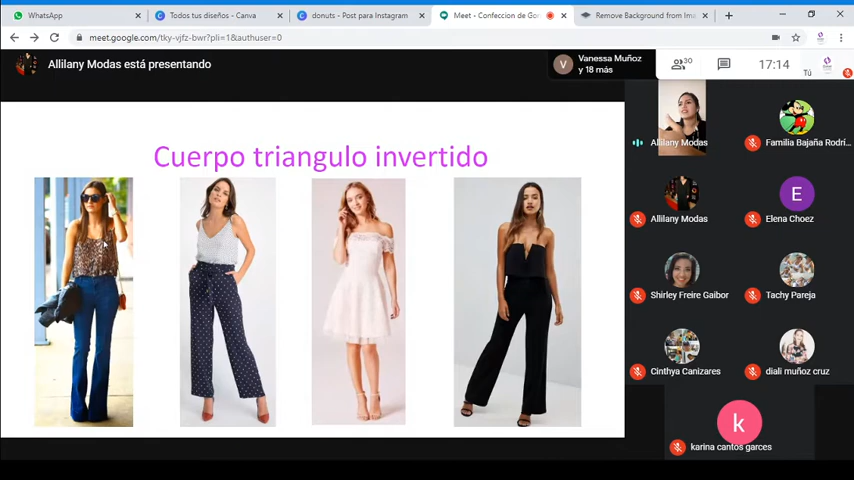 WhatsApp
Todos tus diseños - Canva
donuts - Post para Instagram
Meet - Confeccion de Go
Remove Background from Ima
meet.google.com/tky-vjfz-bwr?pli=1&authuser=0
Allilany Modas está presentando
Vanessa Muñoz
y 18 más
30
17:14
Tú
Cuerpo triangulo invertido
Allilany Modas
Familia Bajaña Rodrí...
Allilany Modas
E
Elena Choez
Shirley Freire Gaibor
Tachy Pareja
Cinthya Canizares
diali muñoz cruz
k
karina cantos garces